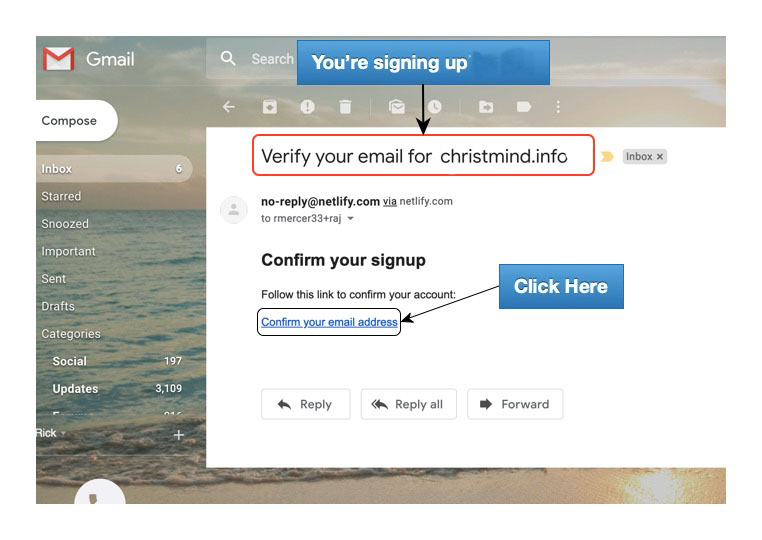 Gmail
Search
You're signing up
Compose
Verify your email for christmind.info
Inbox ×
Inbox 6
Starred
Snoozed
Important
Sent
Drafts
Categories
Social 197
Updates 3,109
Rick
no-reply@netlify.com via netlify.com
to rmercer33+raj
Confirm your signup
Follow this link to confirm your account:
Click Here
Confirm your email address
Reply
Reply all
Forward